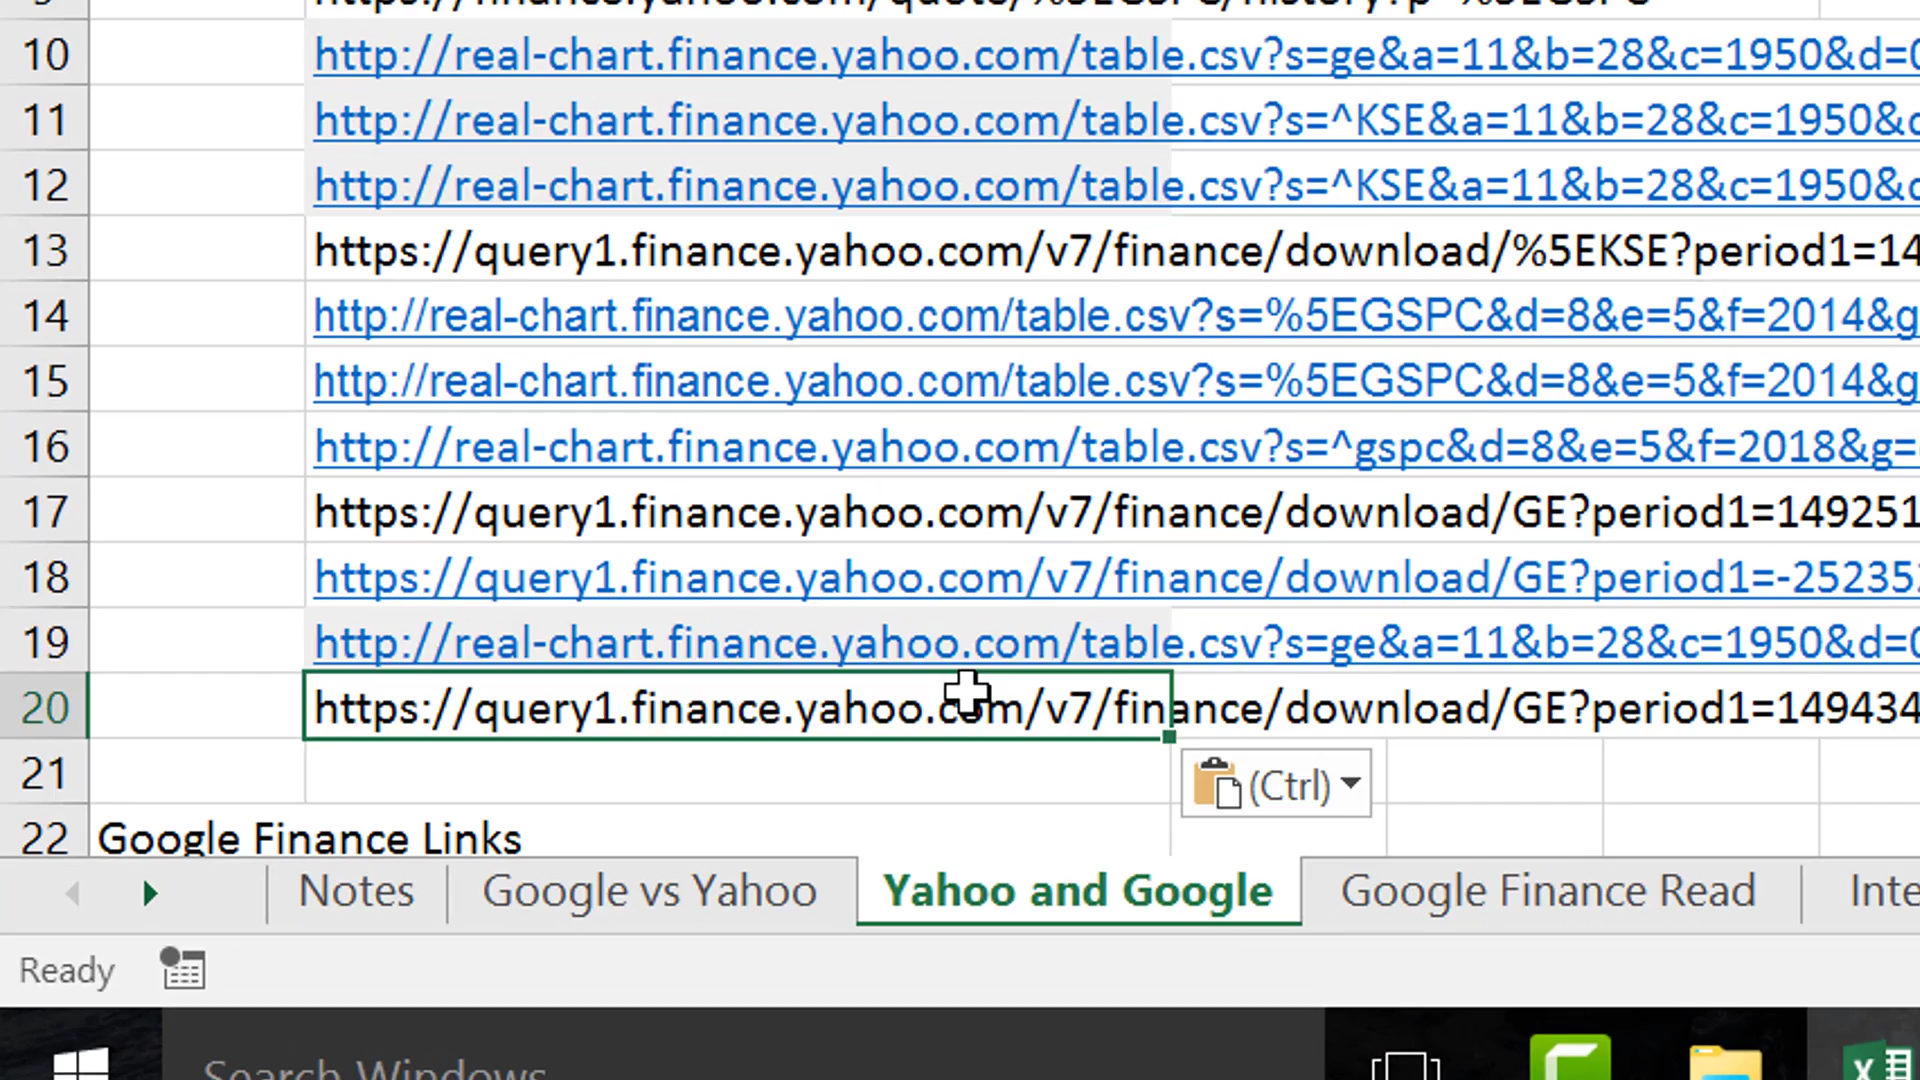 10 http://real-chart.finance.yahoo.com/table.csv?s=ge&a=11&b=28&c=1950&d=0
11 http://real-chart.finance.yahoo.com/table.csv?s=^KSE&a=11&b=28&c=1950&d
12 http://real-chart.finance.yahoo.com/table.csv?s=^KSE&a=11&b=28&c=1950&d
13 https://query1.finance.yahoo.com/v7/finance/download/%5EKSE?period1=14
14 http://real-chart.finance.yahoo.com/table.csv?s=%5EGSPC&d=8&e=5&f=2014&g
15 http://real-chart.finance.yahoo.com/table.csv?s=%5EGSPC&d=8&e=5&f=2014&g
16 http://real-chart.finance.yahoo.com/table.csv?s=^gspc&d=8&e=5&f=2018&g=
17 https://query1.finance.yahoo.com/v7/finance/download/GE?period1=149251
18 https://query1.finance.yahoo.com/v7/finance/download/GE?period1=-25235
19 http://real-chart.finance.yahoo.com/table.csv?s=ge&a=11&b=28&c=1950&d=0
20 https://query1.finance.yahoo.com/v7/finance/download/GE?period1=149434
21
(Ctrl)
22 Google Finance Links
Notes Google vs Yahoo Yahoo and Google Google Finance Read Inte
Ready
Search Windows